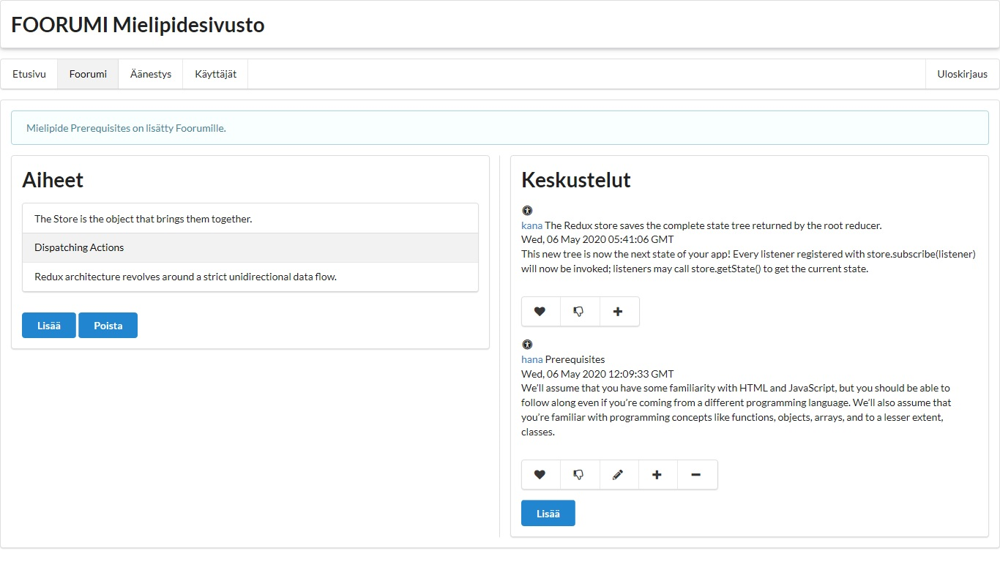 FOORUMI Mielipidesivusto
Etusivu
Foorumi
Äänestys
Käyttäjät
Uloskirjaus
Mielipide Prerequisites on lisätty Foorumille.
Aiheet
The Store is the object that brings them together.
Dispatching Actions
Redux architecture revolves around a strict unidirectional data flow.
Lisää
Poista
Keskustelut
kana The Redux store saves the complete state tree returned by the root reducer.
Wed, 06 May 2020 05:41:06 GMT
This new tree is now the next state of your app! Every listener registered with store.subscribe(listener)
will now be invoked; listeners may call store.getState() to get the current state.
hana Prerequisites
Wed, 06 May 2020 12:09:33 GMT
We’ll assume that you have some familiarity with HTML and JavaScript, but you should be able to
follow along even if you’re coming from a different programming language. We’ll also assume that
you’re familiar with programming concepts like functions, objects, arrays, and to a lesser extent,
classes.
Lisää